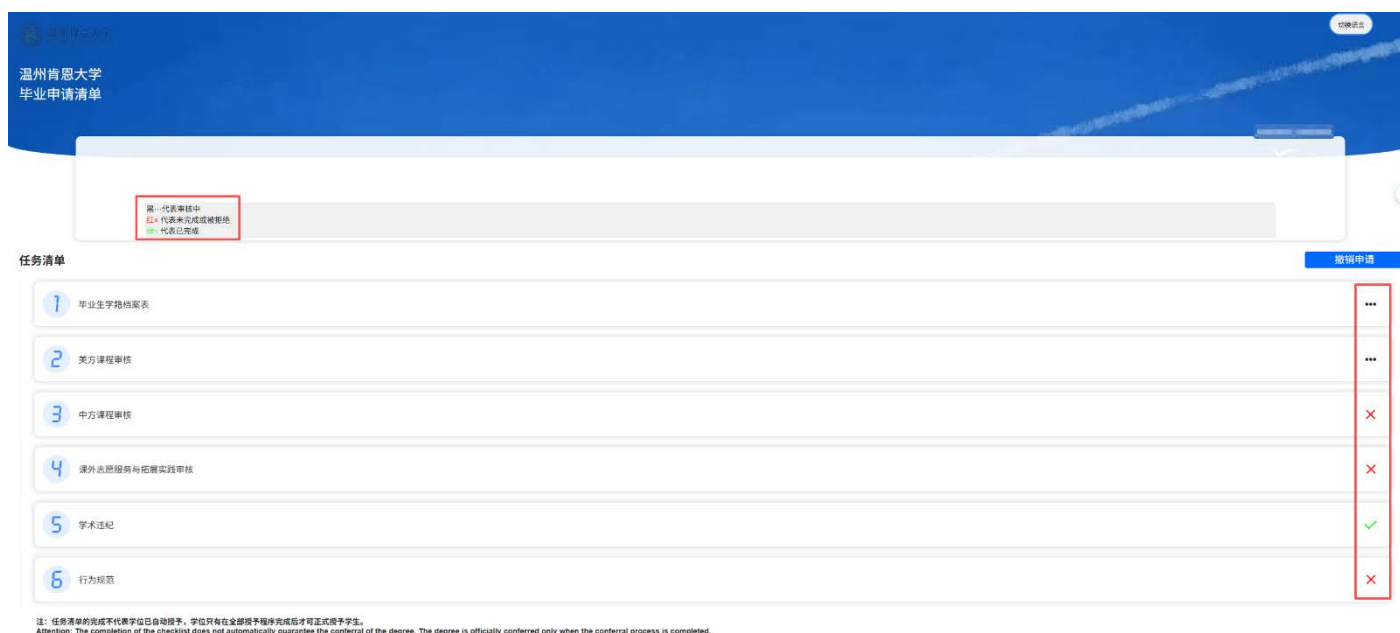 切换语言
温州肯恩大学
毕业申请清单
黑···代表审核中
红× 代表未完成或被拒绝
代表已完成
任务清单
撤销申请
1 毕业生学籍档案表 •••
2 美方课程审核 •••
3 中方课程审核 ×
4 课外志愿服务与拓展实践审核 ×
5 学术违纪 ✓
6 行为规范 ×
注：任务清单的完成不代表学位已自动授予，学位只有在全部授予程序完成后才可正式授予学生。
Attention: The completion of the checklist does not automatically guarantee the conferral of the degree. The degree is officially conferred only when the conferral process is completed.